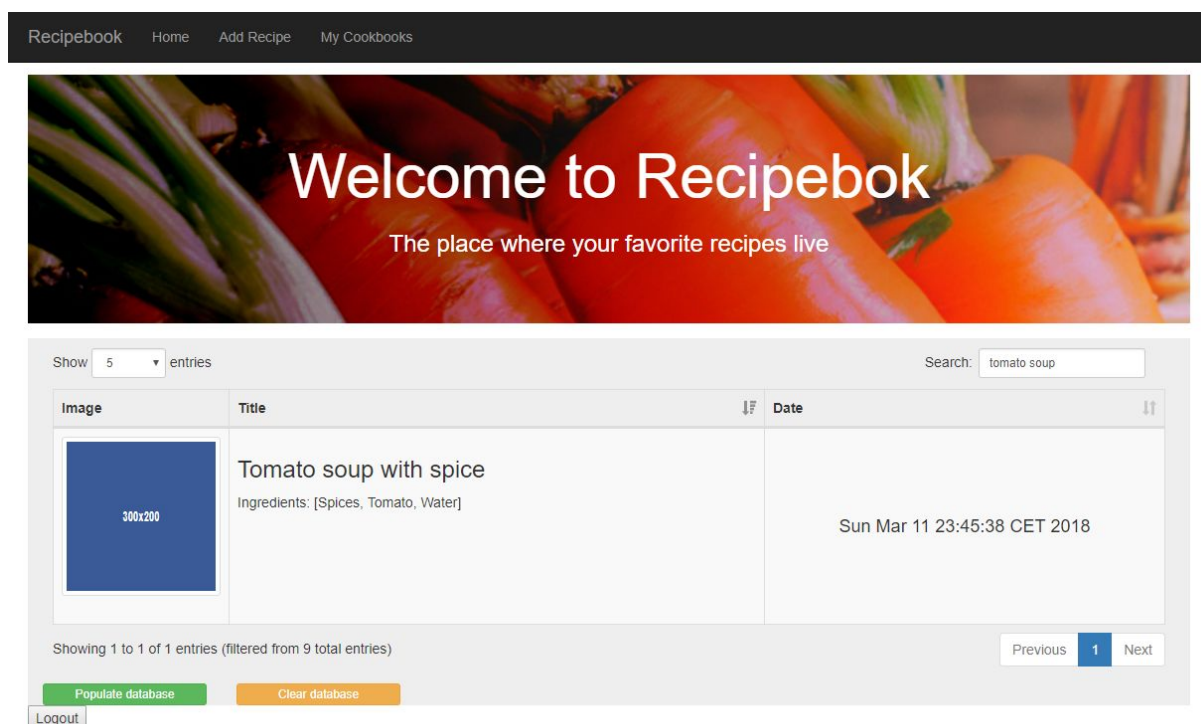 Recipebook Home Add Recipe My Cookbooks
Welcome to Recipebok
The place where your favorite recipes live
Show 5 entries Search: tomato soup
Image Title Date
300x200
Tomato soup with spice
Ingredients: [Spices, Tomato, Water]
Sun Mar 11 23:45:38 CET 2018
Showing 1 to 1 of 1 entries (filtered from 9 total entries) Previous 1 Next
Populate database Clear database
Logout